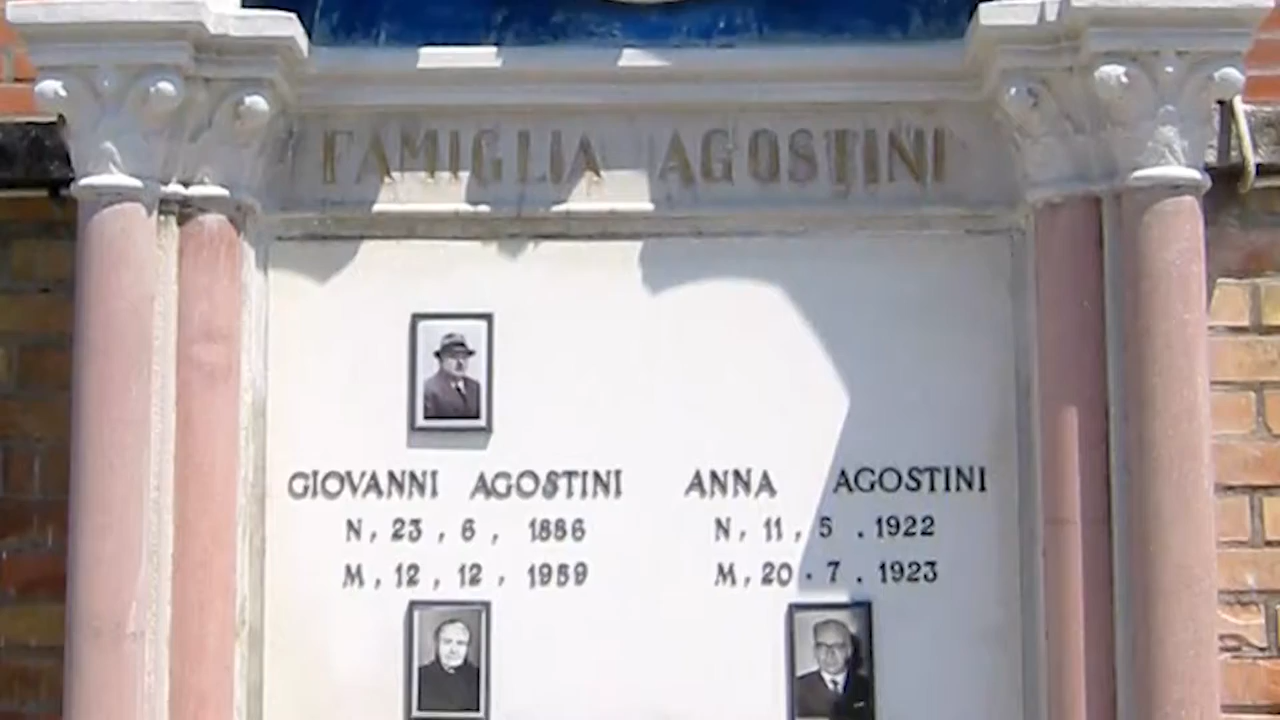 FAMIGLIA AGOSTINI
GIOVANNI AGOSTINI
N, 23, 6, 1886
M, 12, 12, 1959
ANNA AGOSTINI
N, 11, 5 . 1922
M, 20 . 7 . 1923